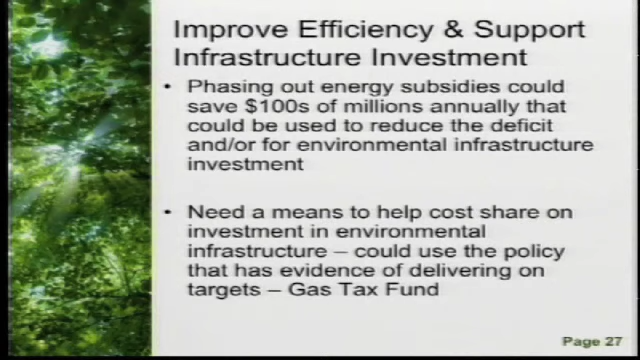 Improve Efficiency & Support
Infrastructure Investment
• Phasing out energy subsidies could
save $100s of millions annually that
could be used to reduce the deficit
and/or for environmental infrastructure
investment
• Need a means to help cost share on
investment in environmental
infrastructure – could use the policy
that has evidence of delivering on
targets – Gas Tax Fund
Page 27